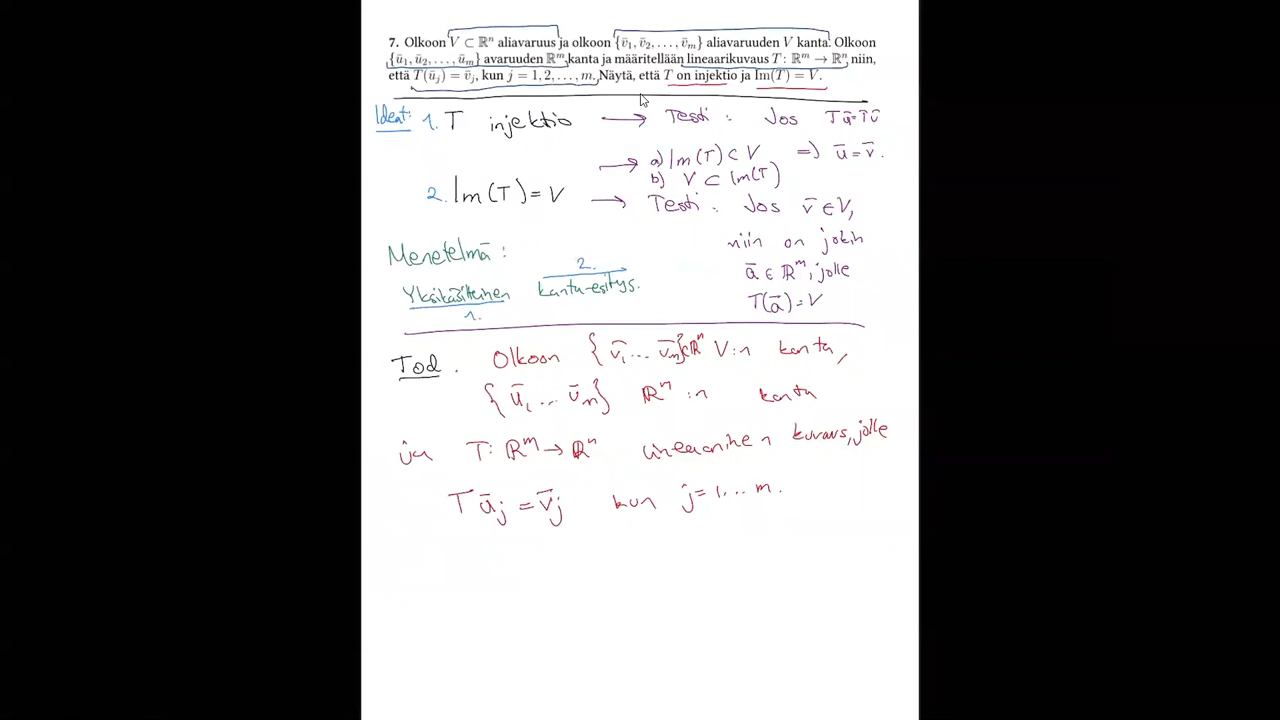 7. Olkoon V ⊂ ℝⁿ aliavaruus ja olkoon {v̄₁, v̄₂, . . . , v̄ₘ} aliavaruuden V kanta. Olkoon
{ū₁, ū₂, . . . , ūₘ} avaruuden ℝᵐ kanta ja määritellään lineaarikuvaus T : ℝᵐ → ℝⁿ niin,
että T(ūⱼ) = v̄ⱼ, kun j = 1, 2, . . . , m. Näytä, että T on injektio ja Im(T) = V.
Ideat: 1. T injektio → Testi : Jos Tū=Tv̄
⇒ ū=v̄.
→ a) Im(T) ⊂ V
b) V ⊂ Im(T)
2. Im(T) = V → Testi : Jos v̄ ∈ V,
niin on jokin
ā ∈ ℝᵐ, jolle
T(ā) = V
Menetelmä :
Yksikäsitteinen kanta-esitys.
1. 2.
Tod. Olkoon {v̄₁ ... v̄ₘ} ⊂ ℝⁿ V:n kanta,
{ū₁ ... ūₘ} ℝᵐ :n kanta
ja T: ℝᵐ → ℝⁿ lineaarinen kuvaus, jolle
T ūⱼ = v̄ⱼ kun j = 1, ... m.